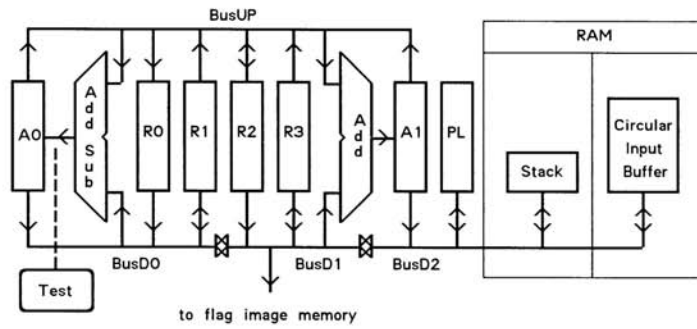 BusUP
RAM
A0
Add
Sub
R0
R1
R2
R3
Add
A1
PL
Stack
Circular
Input
Buffer
BusD0
BusD1
BusD2
Test
to flag image memory